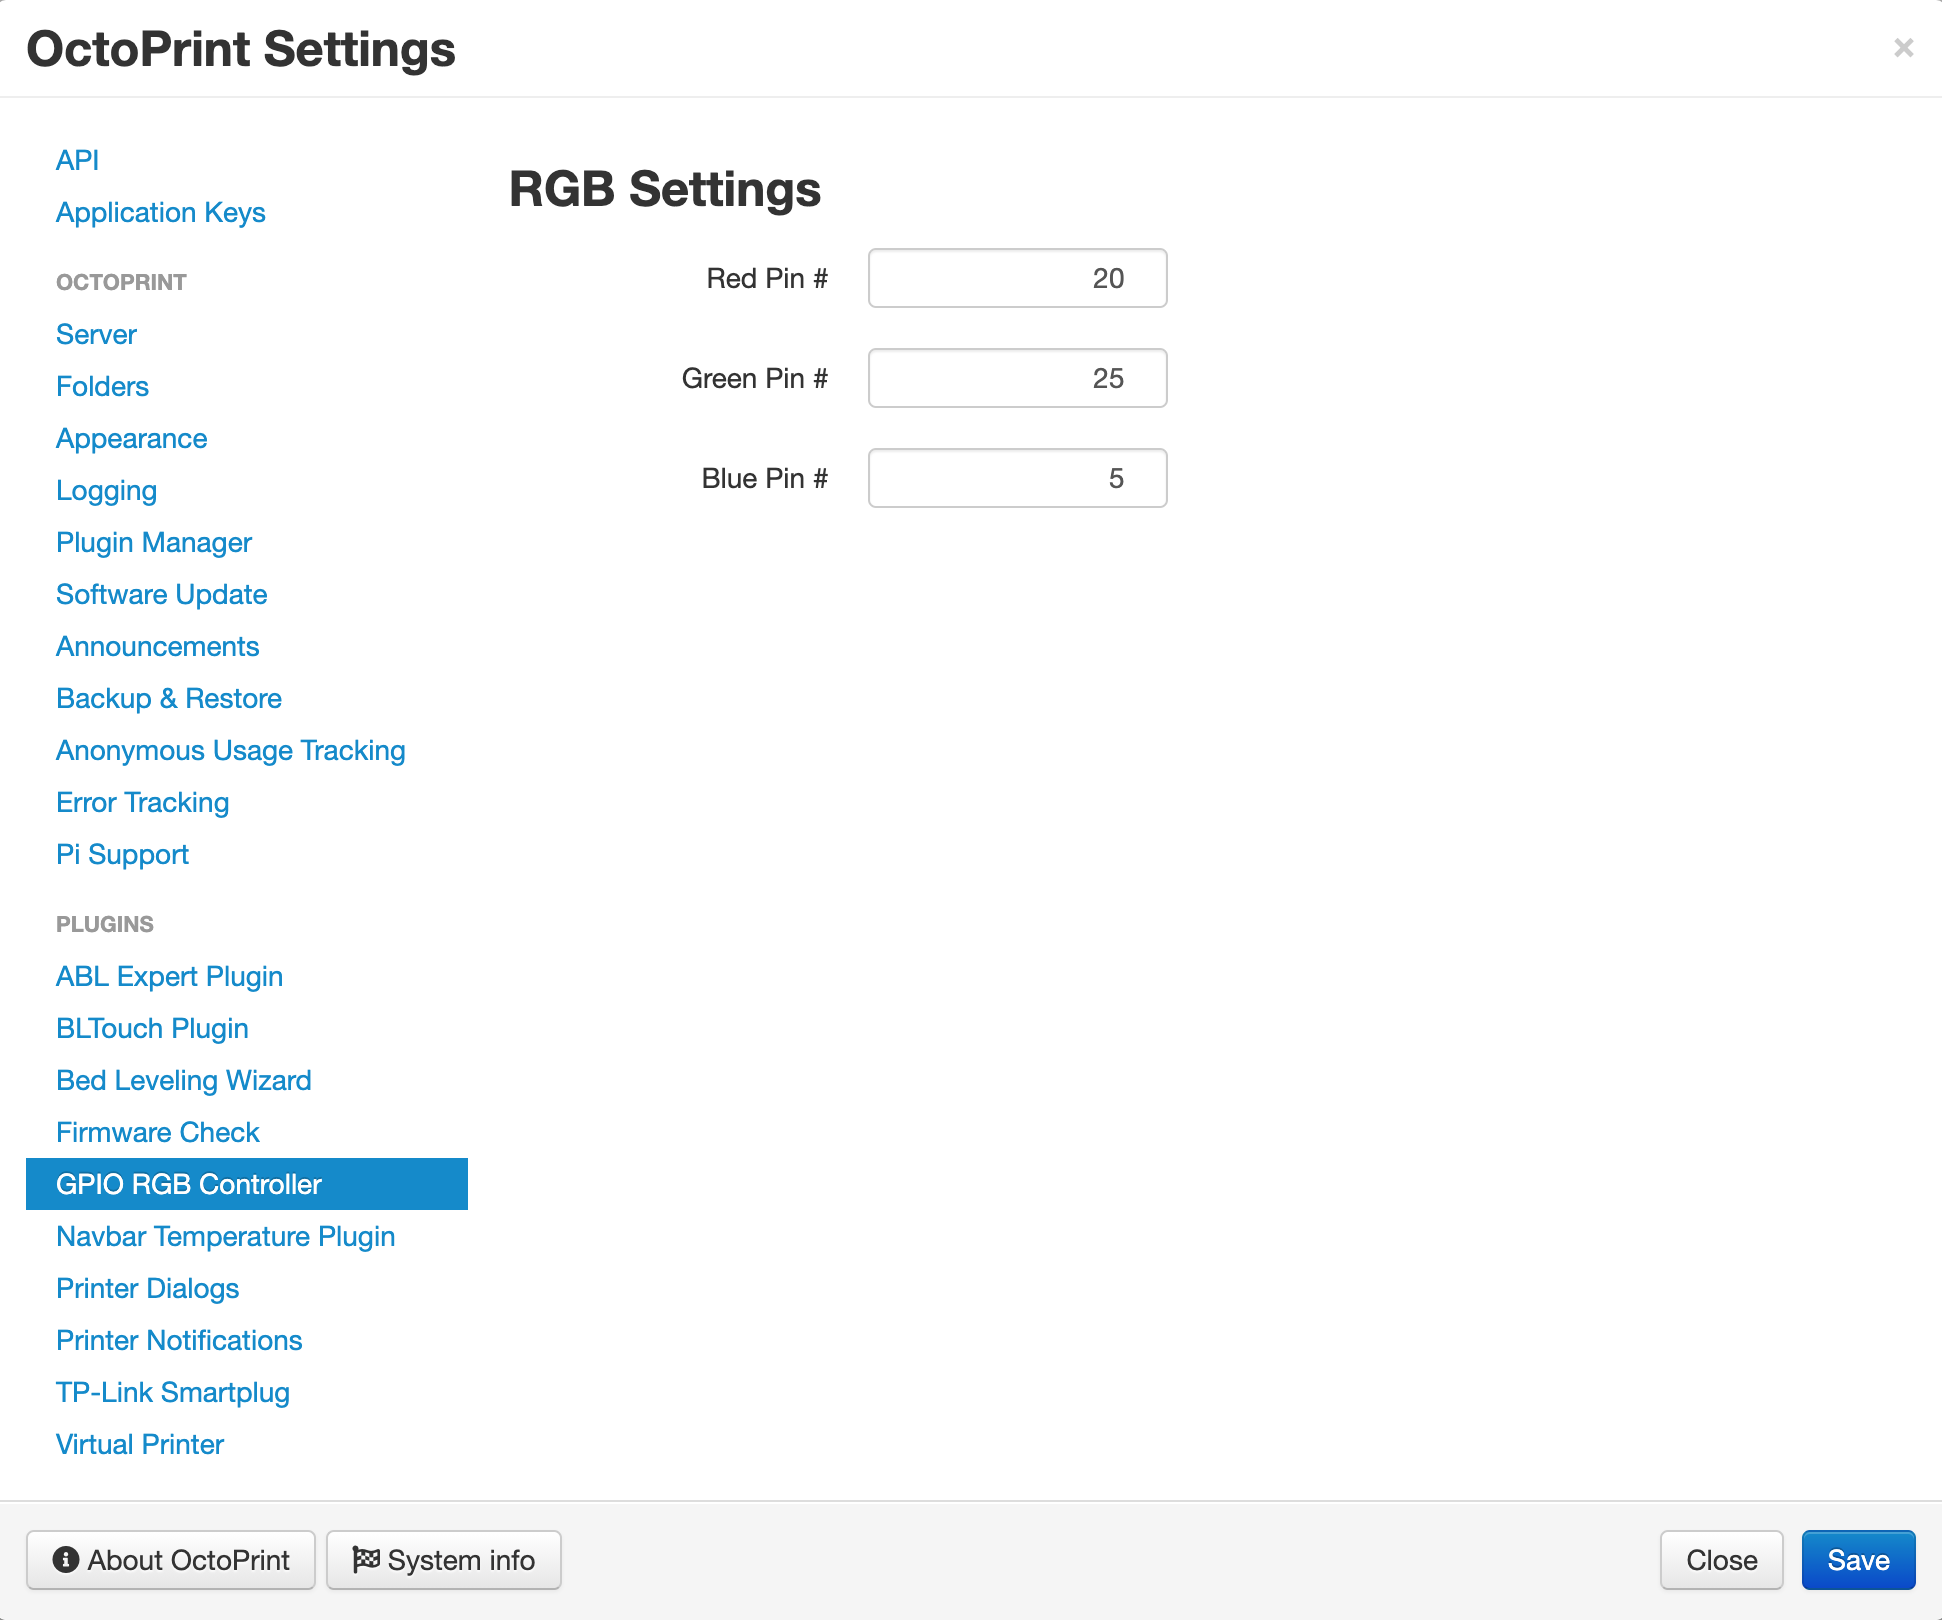 OctoPrint Settings
×
API
Application Keys
OCTOPRINT
Server
Folders
Appearance
Logging
Plugin Manager
Software Update
Announcements
Backup & Restore
Anonymous Usage Tracking
Error Tracking
Pi Support
PLUGINS
ABL Expert Plugin
BLTouch Plugin
Bed Leveling Wizard
Firmware Check
GPIO RGB Controller
Navbar Temperature Plugin
Printer Dialogs
Printer Notifications
TP-Link Smartplug
Virtual Printer
RGB Settings
Red Pin # 20
Green Pin # 25
Blue Pin # 5
About OctoPrint System info Close Save